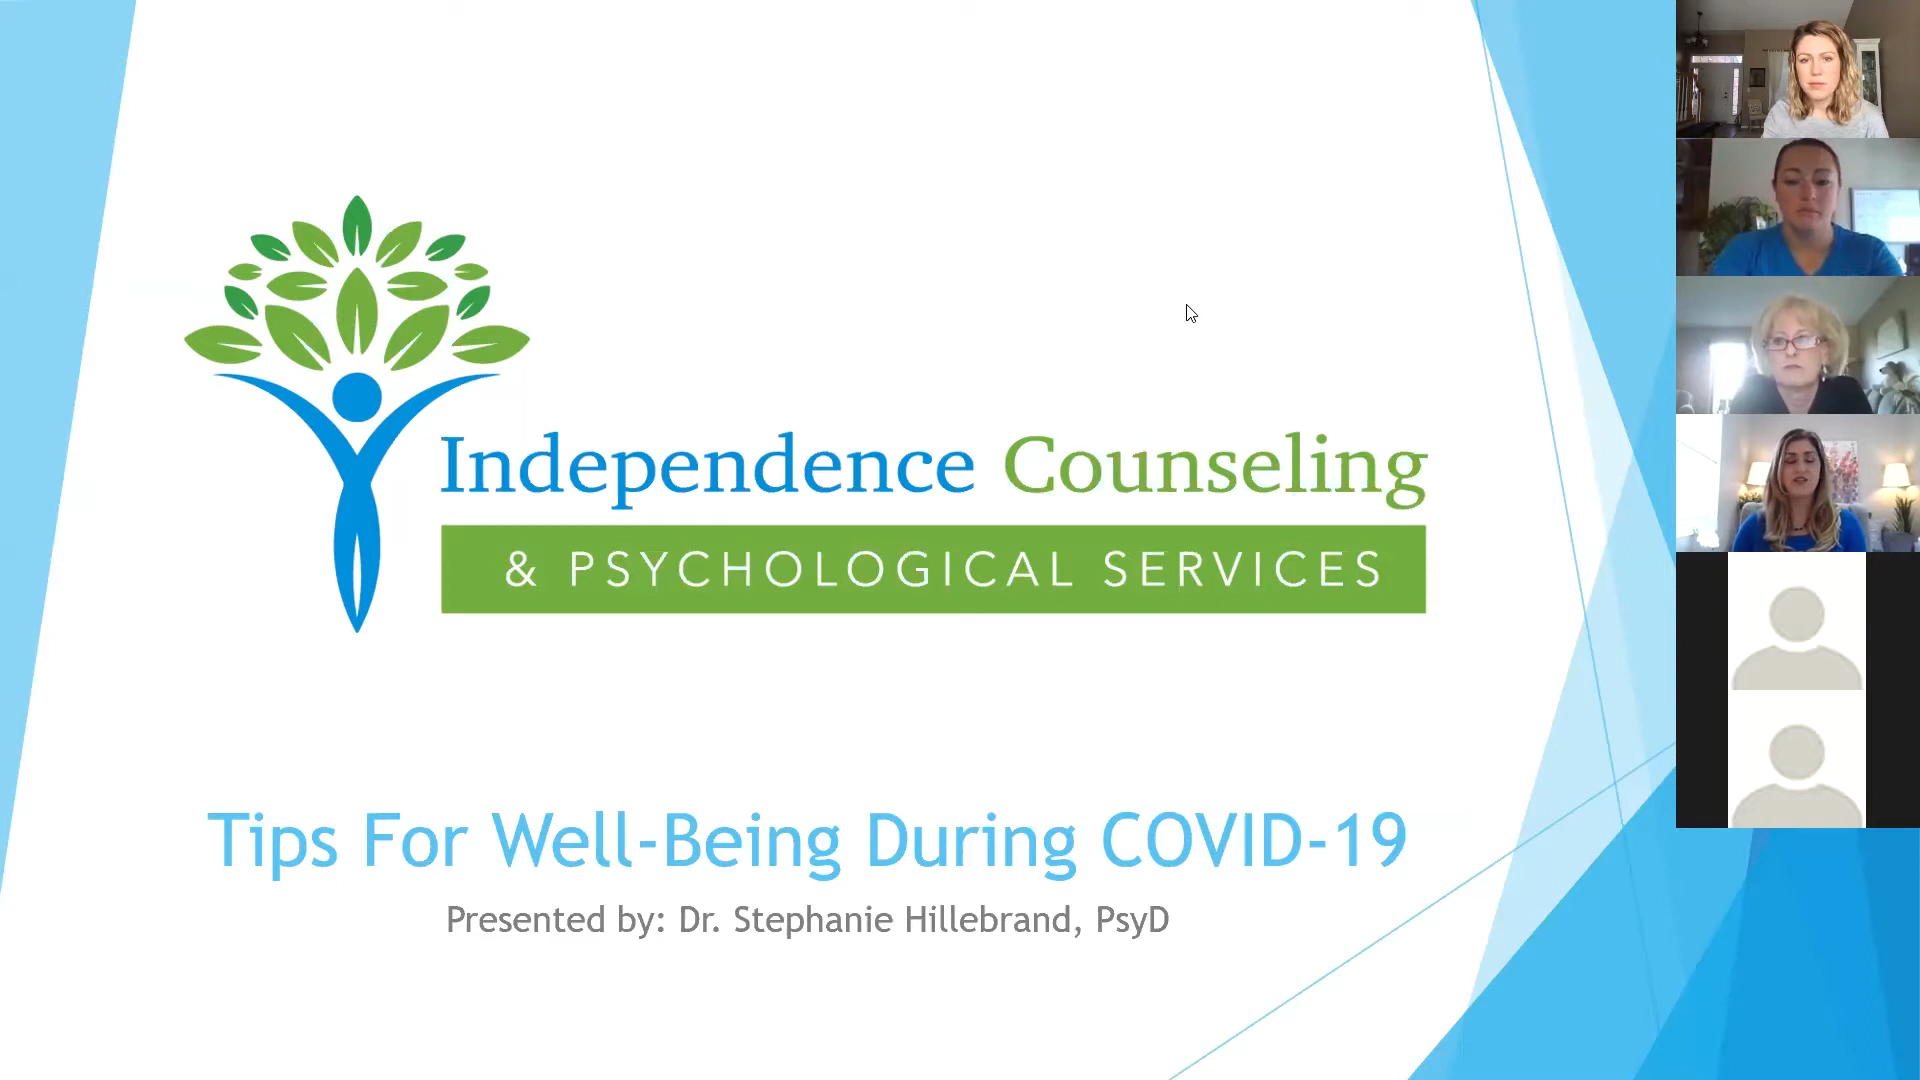 Independence Counseling
& PSYCHOLOGICAL SERVICES
Tips For Well-Being During COVID-19
Presented by: Dr. Stephanie Hillebrand, PsyD